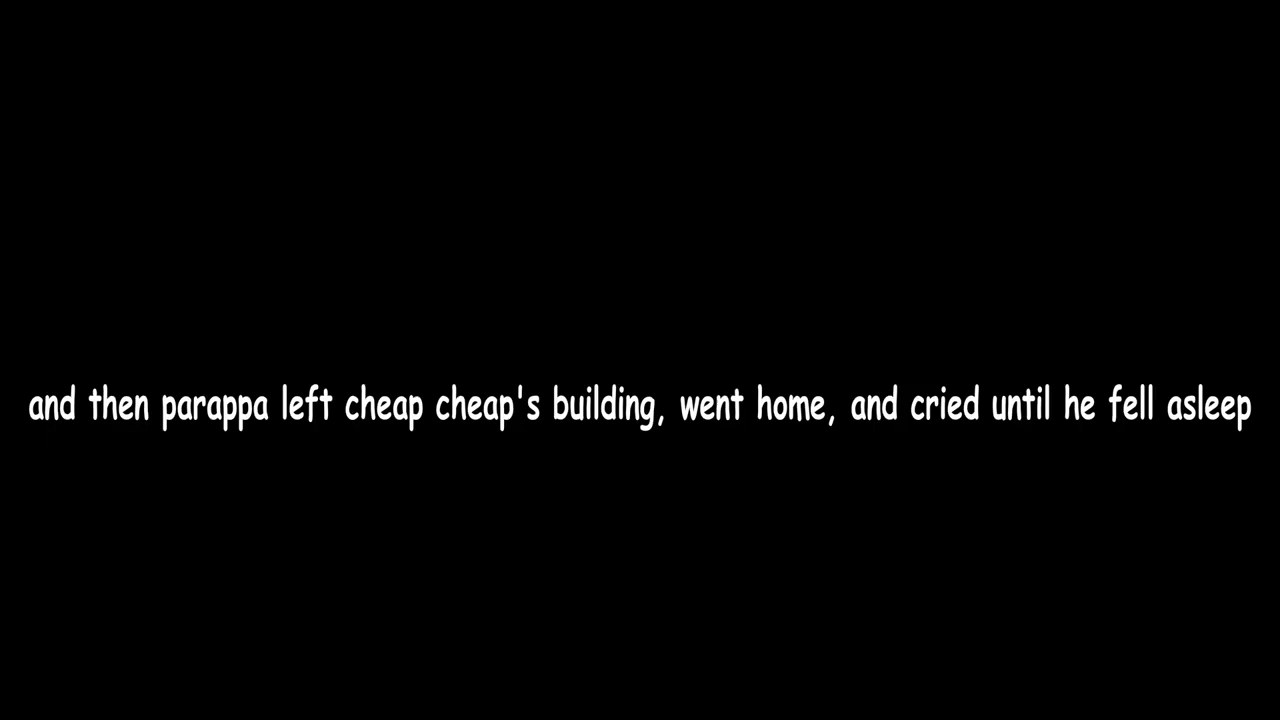 and then parappa left cheap cheap's building, went home, and cried until he fell asleep